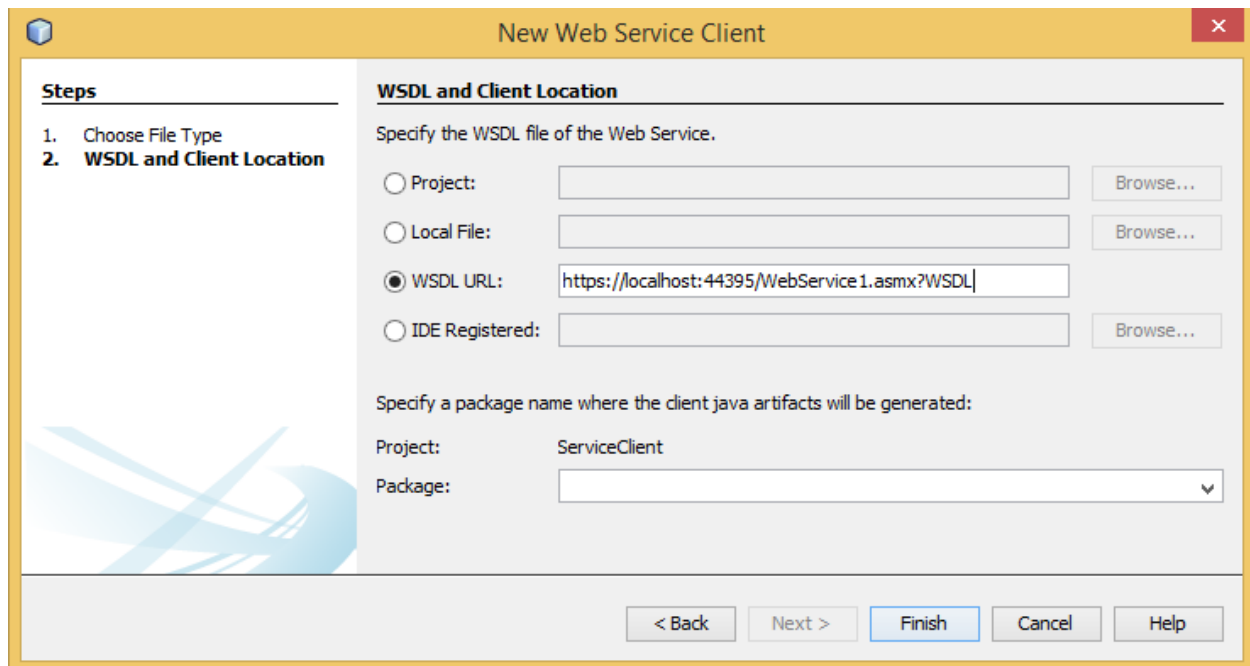 New Web Service Client
Steps
1. Choose File Type
2. WSDL and Client Location
WSDL and Client Location
Specify the WSDL file of the Web Service.
Project: Browse...
Local File: Browse...
WSDL URL: https://localhost:44395/WebService1.asmx?WSDL
IDE Registered: Browse...
Specify a package name where the client java artifacts will be generated:
Project: ServiceClient
Package:
< Back Next > Finish Cancel Help